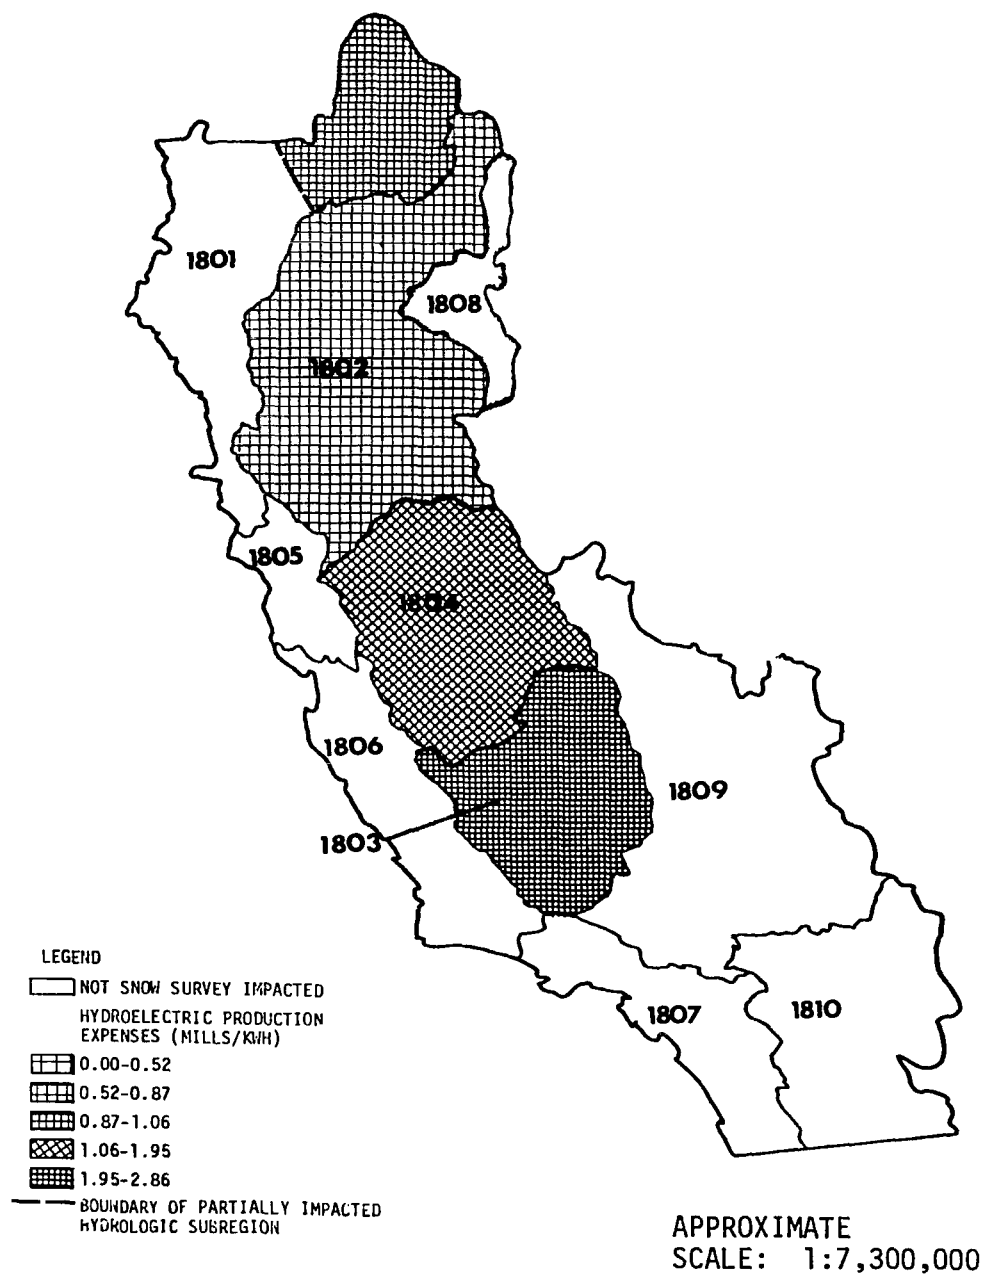 1801
1808
1802
1805
1804
1806
1809
1803
1807
1810
LEGEND
NOT SNOW SURVEY IMPACTED
HYDROELECTRIC PRODUCTION
EXPENSES (MILLS/KWH)
0.00-0.52
0.52-0.87
0.87-1.06
1.06-1.95
1.95-2.86
BOUNDARY OF PARTIALLY IMPACTED
HYDROLOGIC SUBREGION
APPROXIMATE
SCALE: 1:7,300,000